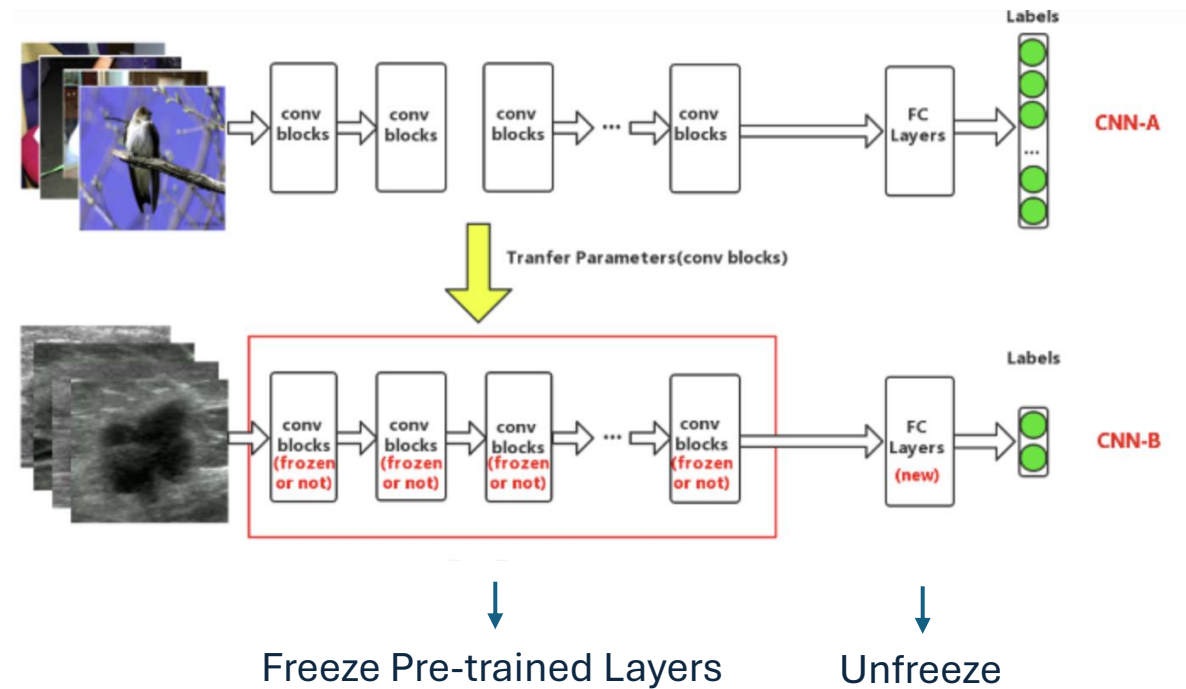 Labels
conv
blocks
conv
blocks
conv
blocks
...
conv
blocks
FC
Layers
...
CNN-A
Tranfer Parameters(conv blocks)
Labels
conv
blocks
(frozen
or not)
conv
blocks
(frozen
or not)
conv
blocks
(frozen
or not)
...
conv
blocks
(frozen
or not)
FC
Layers
(new)
CNN-B
Freeze Pre-trained Layers
Unfreeze